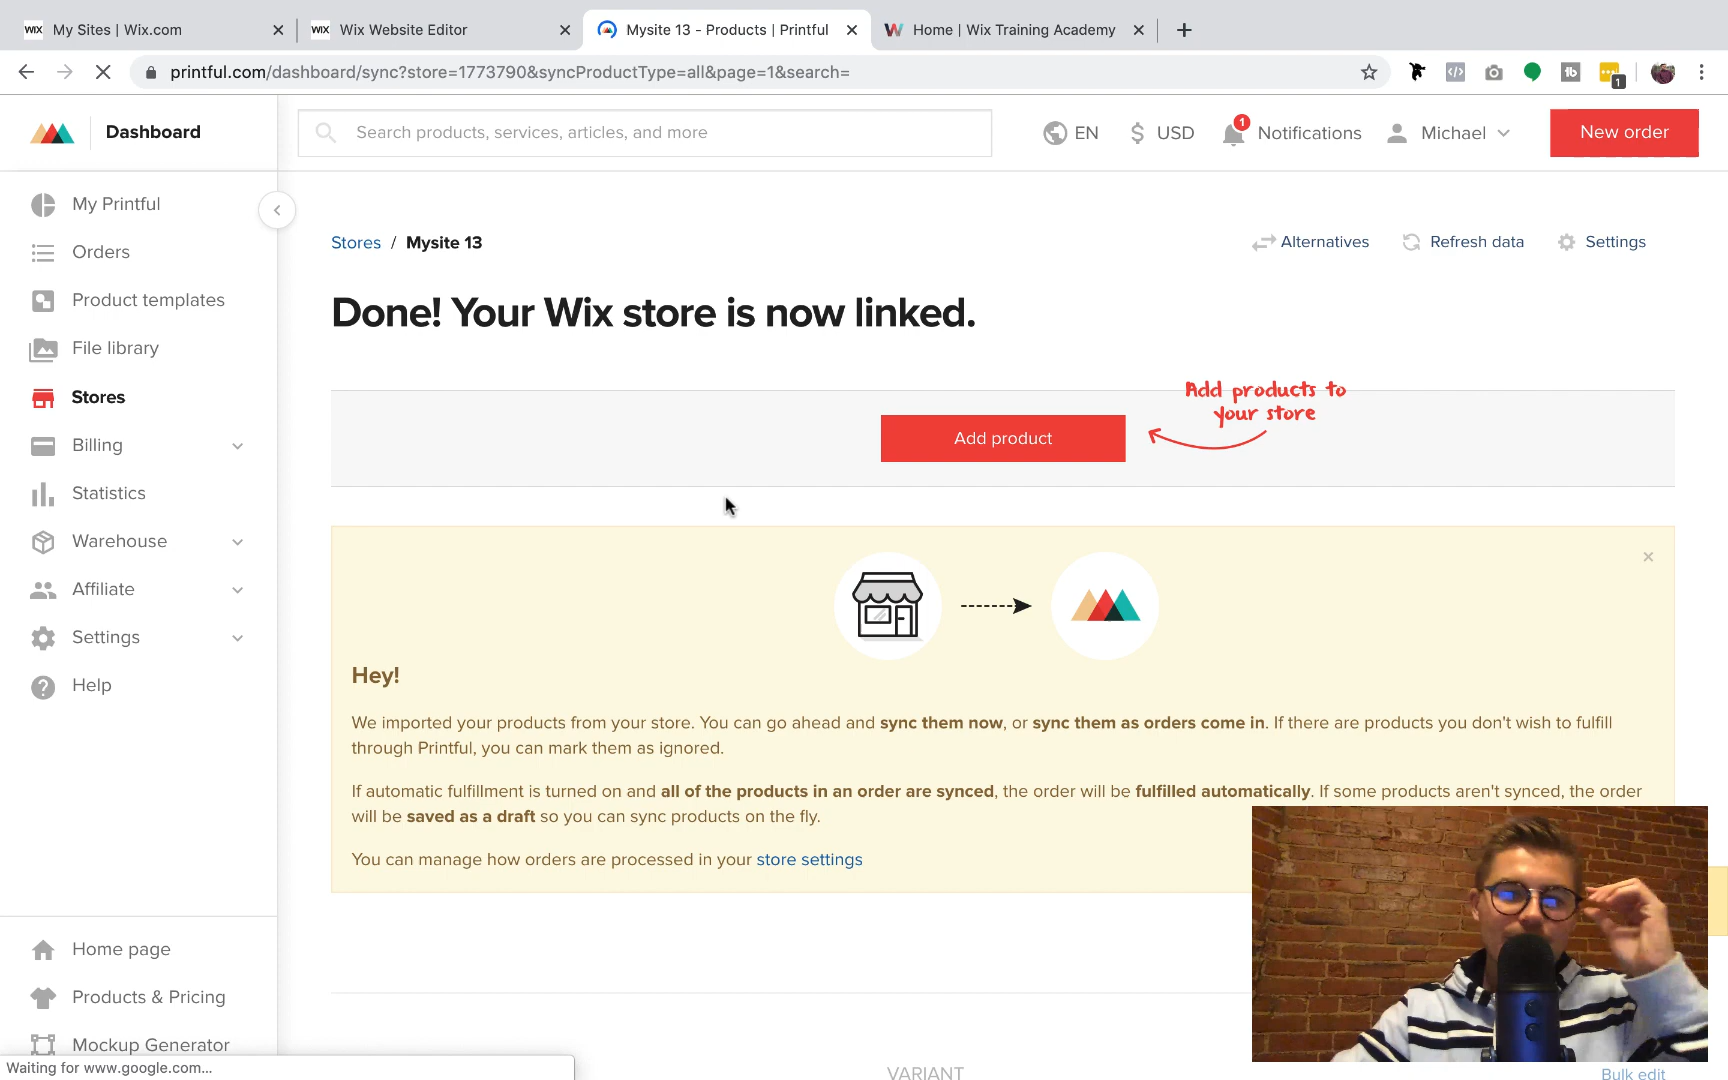 WIX My Sites | Wix.com
WIX Wix Website Editor
Mysite 13 - Products | Printful
Home | Wix Training Academy
printful.com/dashboard/sync?store=1773790&syncProductType=all&page=1&search=
1
Dashboard
Search products, services, articles, and more
EN
$ USD
1
Notifications
Michael
New order
My Printful
Orders
Product templates
File library
Stores
Billing
Statistics
Warehouse
Affiliate
Settings
Help
Home page
Products & Pricing
Mockup Generator
Waiting for www.google.com...
Stores / Mysite 13
Alternatives
Refresh data
Settings
Done! Your Wix store is now linked.
Add product
Add products to
your store
Hey!
We imported your products from your store. You can go ahead and sync them now, or sync them as orders come in. If there are products you don't wish to fulfill
through Printful, you can mark them as ignored.
If automatic fulfillment is turned on and all of the products in an order are synced, the order will be fulfilled automatically. If some products aren't synced, the order
will be saved as a draft so you can sync products on the fly.
You can manage how orders are processed in your store settings
VARIANT
Bulk edit